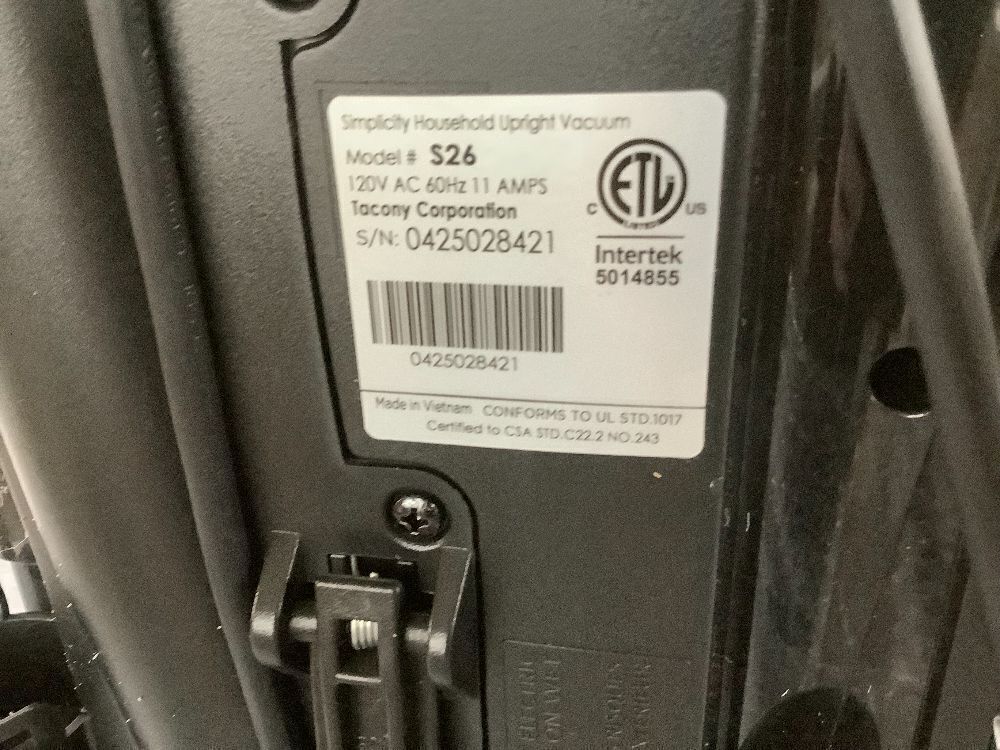 Simplicity Household Upright Vacuum
Model # S26
120V AC 60Hz 11 AMPS
Tacony Corporation
S/N: 0425028421
ETL
C US
LISTED
Intertek
5014855
0425028421
Made in Vietnam CONFORMS TO UL STD.1017
Certified to CSA STD.C22.2 NO.243